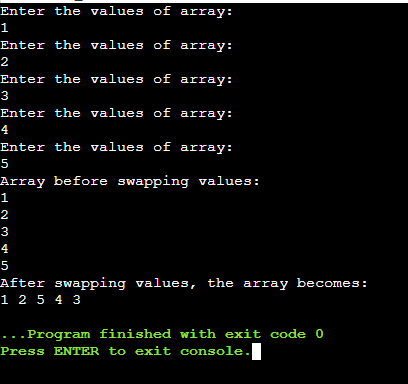 Enter the values of array:
1
Enter the values of array:
2
Enter the values of array:
3
Enter the values of array:
4
Enter the values of array:
5
Array before swapping values:
1
2
3
4
5
After swapping values, the array becomes:
1 2 5 4 3
...Program finished with exit code 0
Press ENTER to exit console.